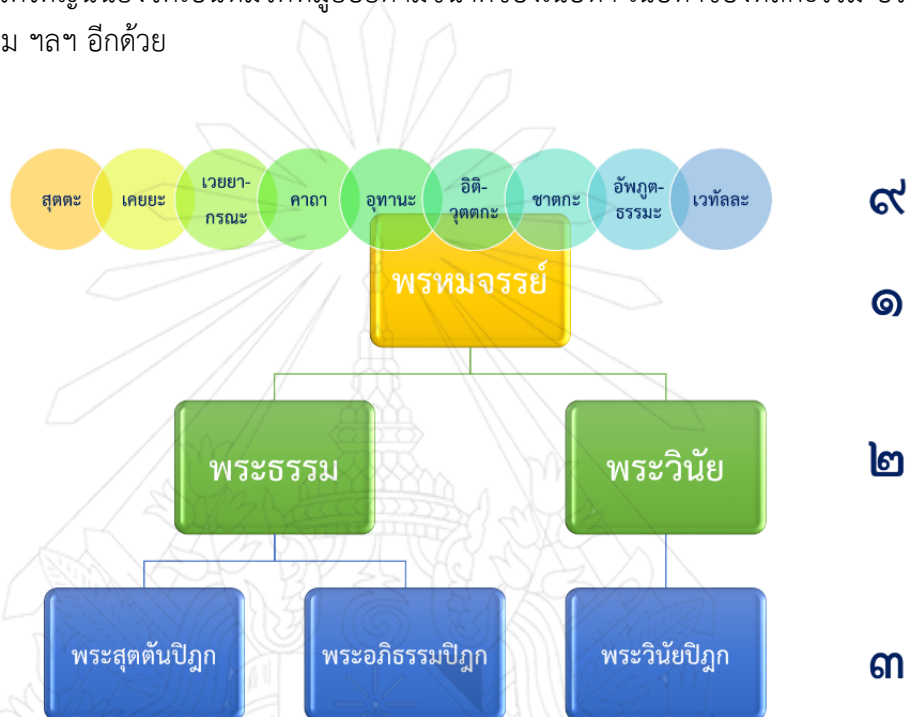 ม ฯลฯ อีกด้วย
สุตตะ เคยยะ เวยยา- คาถา อุทานะ อิติ- ชาตกะ อัพภูต- เวทัลละ ๙
กรณะ วุตตกะ ธรรมะ
พรหมจรรย์ ๑
พระธรรม พระวินัย ๒
พระสุตตันปิฎก พระอภิธรรมปิฎก พระวินัยปิฎก ๓